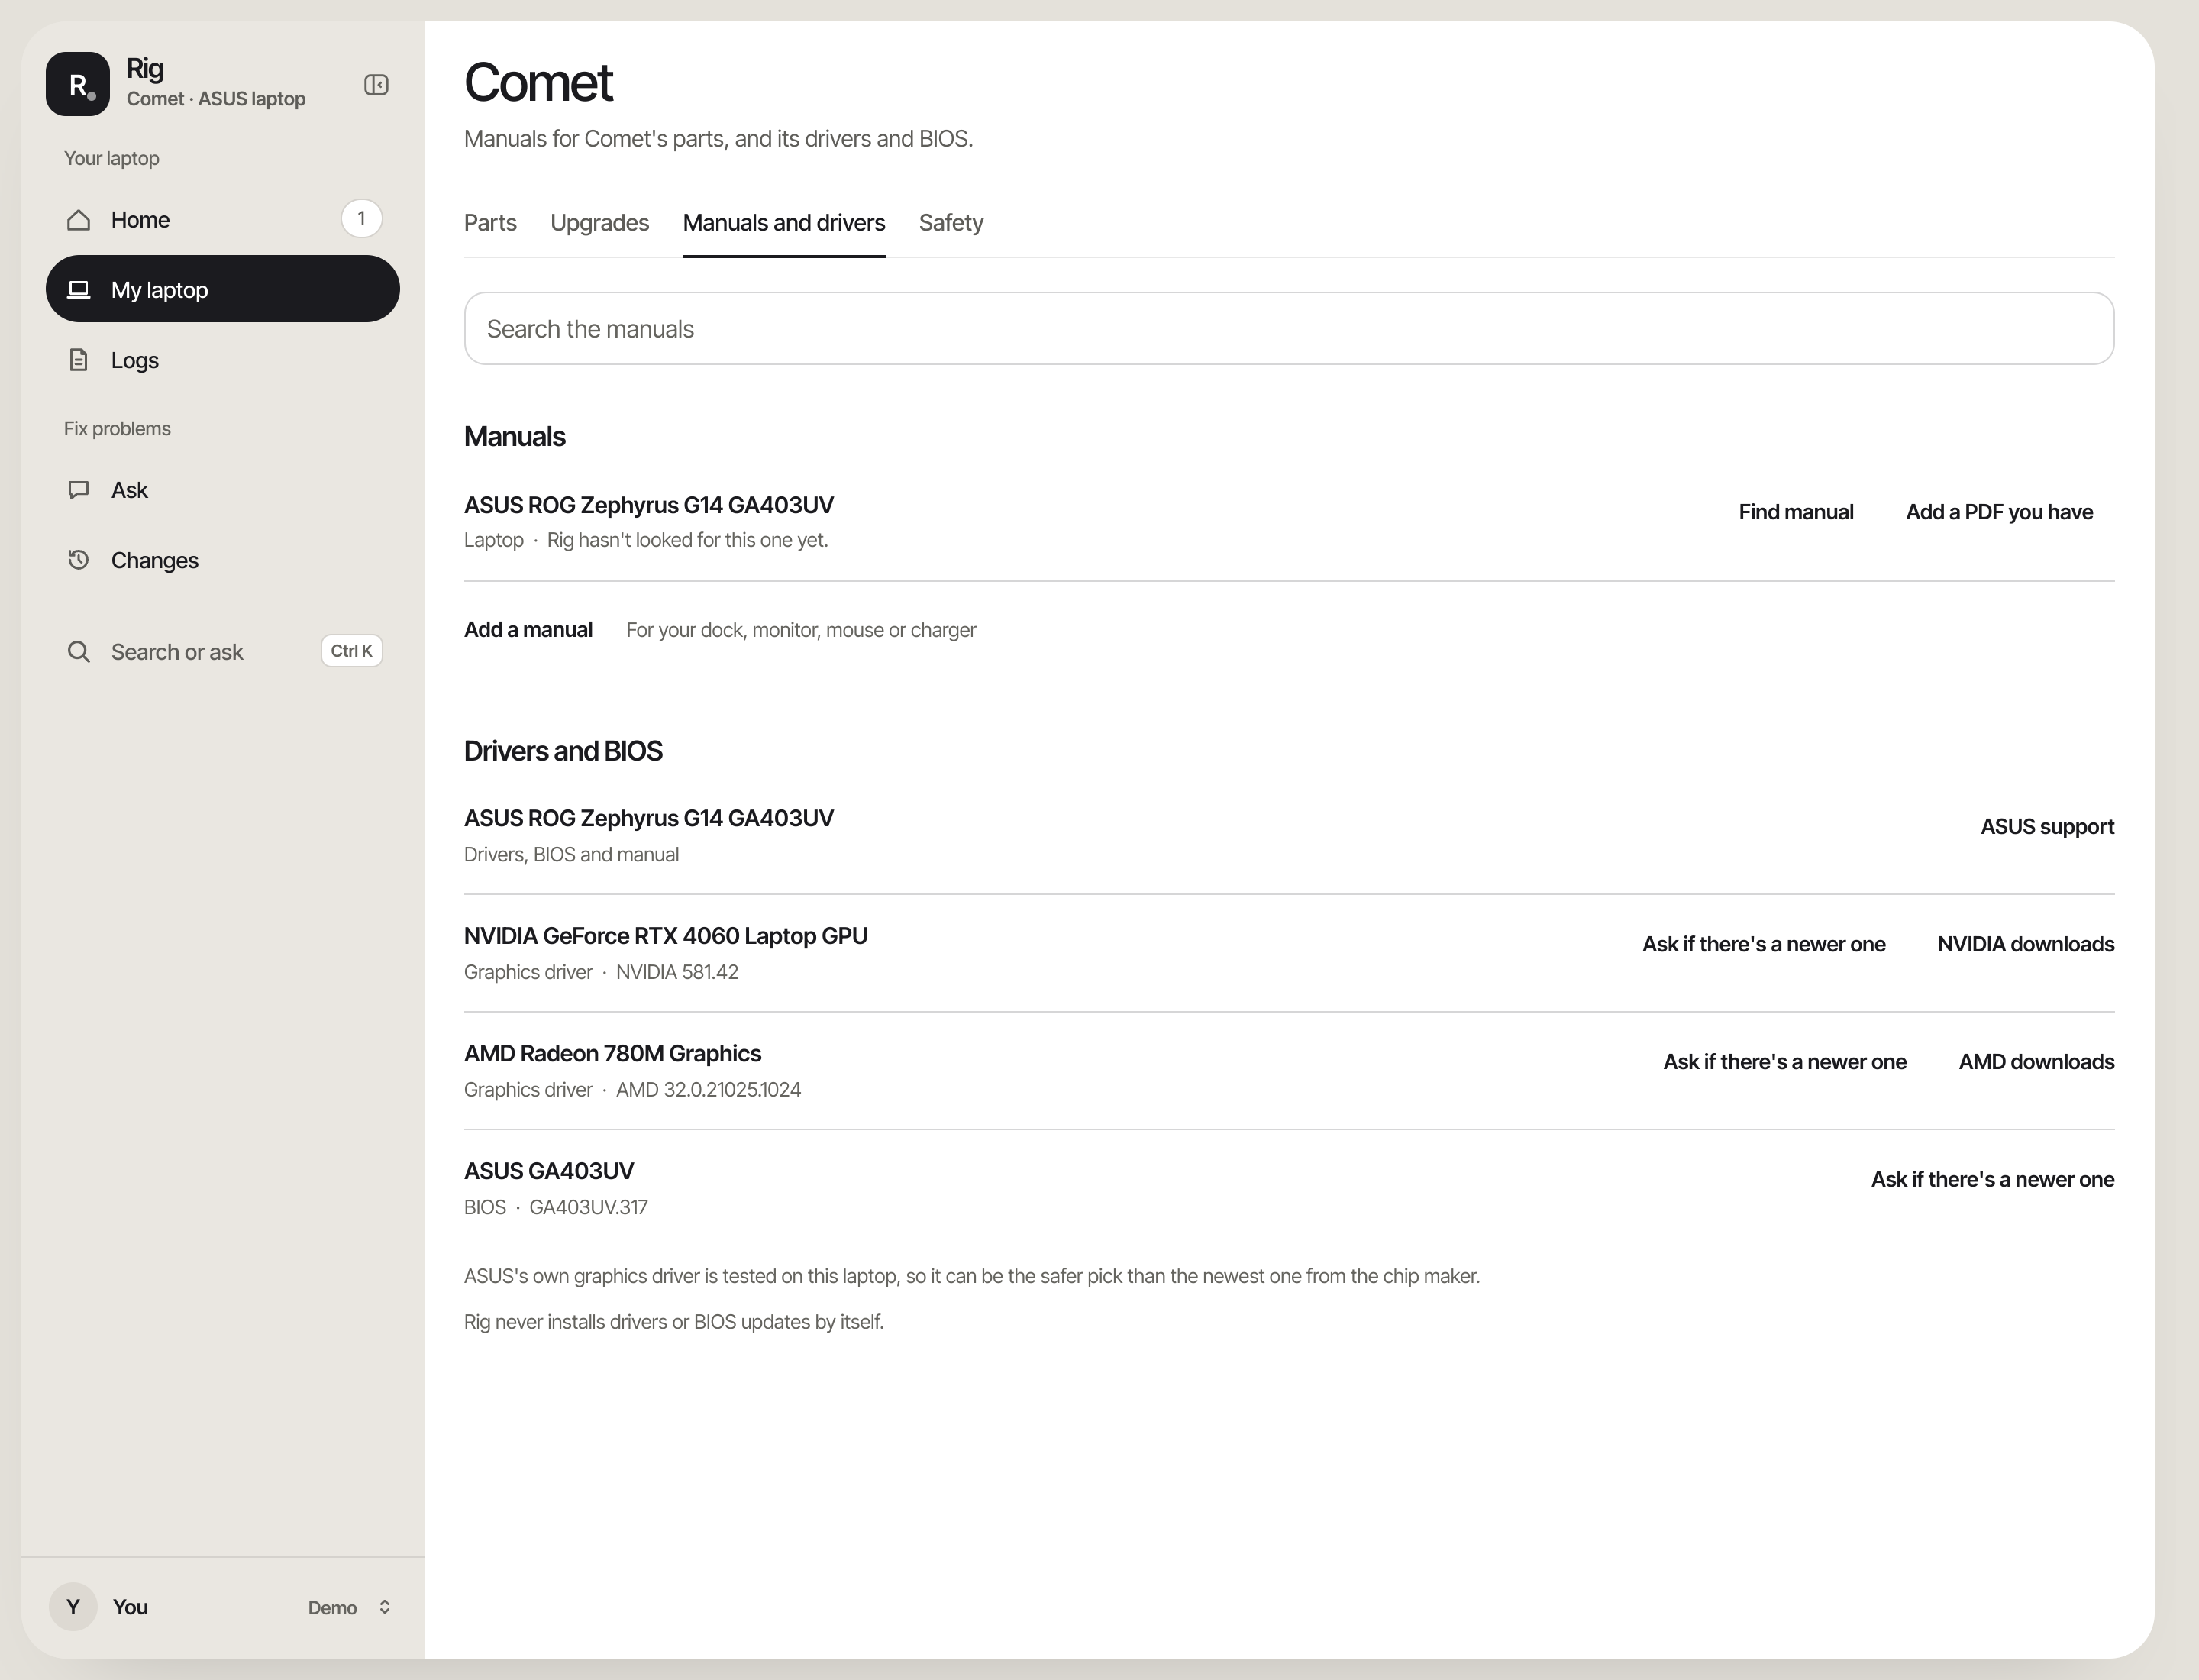 R.
Rig
Comet · ASUS laptop
Your laptop
Home
1
My laptop
Logs
Fix problems
Ask
Changes
Search or ask
Ctrl K
Y
You
Demo
Comet
Manuals for Comet's parts, and its drivers and BIOS.
Parts
Upgrades
Manuals and drivers
Safety
Search the manuals
Manuals
ASUS ROG Zephyrus G14 GA403UV
Laptop · Rig hasn't looked for this one yet.
Find manual
Add a PDF you have
Add a manual
For your dock, monitor, mouse or charger
Drivers and BIOS
ASUS ROG Zephyrus G14 GA403UV
Drivers, BIOS and manual
ASUS support
NVIDIA GeForce RTX 4060 Laptop GPU
Graphics driver · NVIDIA 581.42
Ask if there's a newer one
NVIDIA downloads
AMD Radeon 780M Graphics
Graphics driver · AMD 32.0.21025.1024
Ask if there's a newer one
AMD downloads
ASUS GA403UV
BIOS · GA403UV.317
Ask if there's a newer one
ASUS's own graphics driver is tested on this laptop, so it can be the safer pick than the newest one from the chip maker.
Rig never installs drivers or BIOS updates by itself.